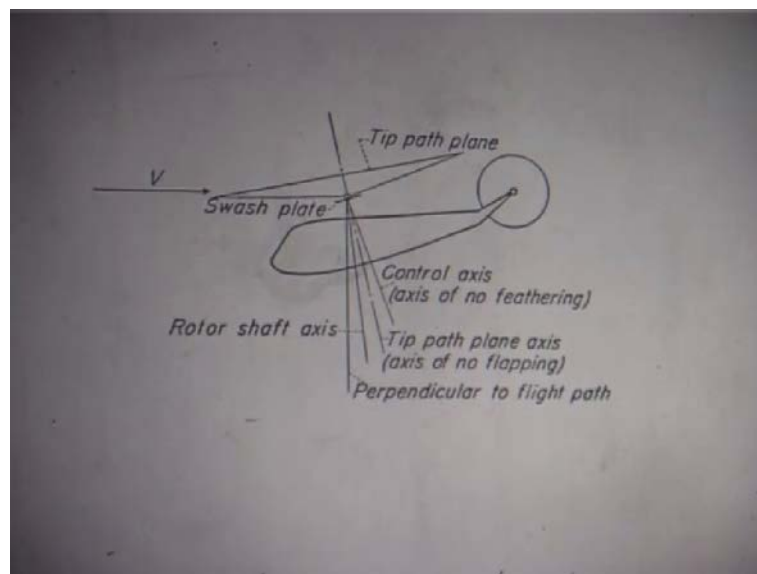 Tip path plane
V
Swash plate
Control axis
(axis of no feathering)
Rotor shaft axis
Tip path plane axis
(axis of no flapping)
Perpendicular to flight path